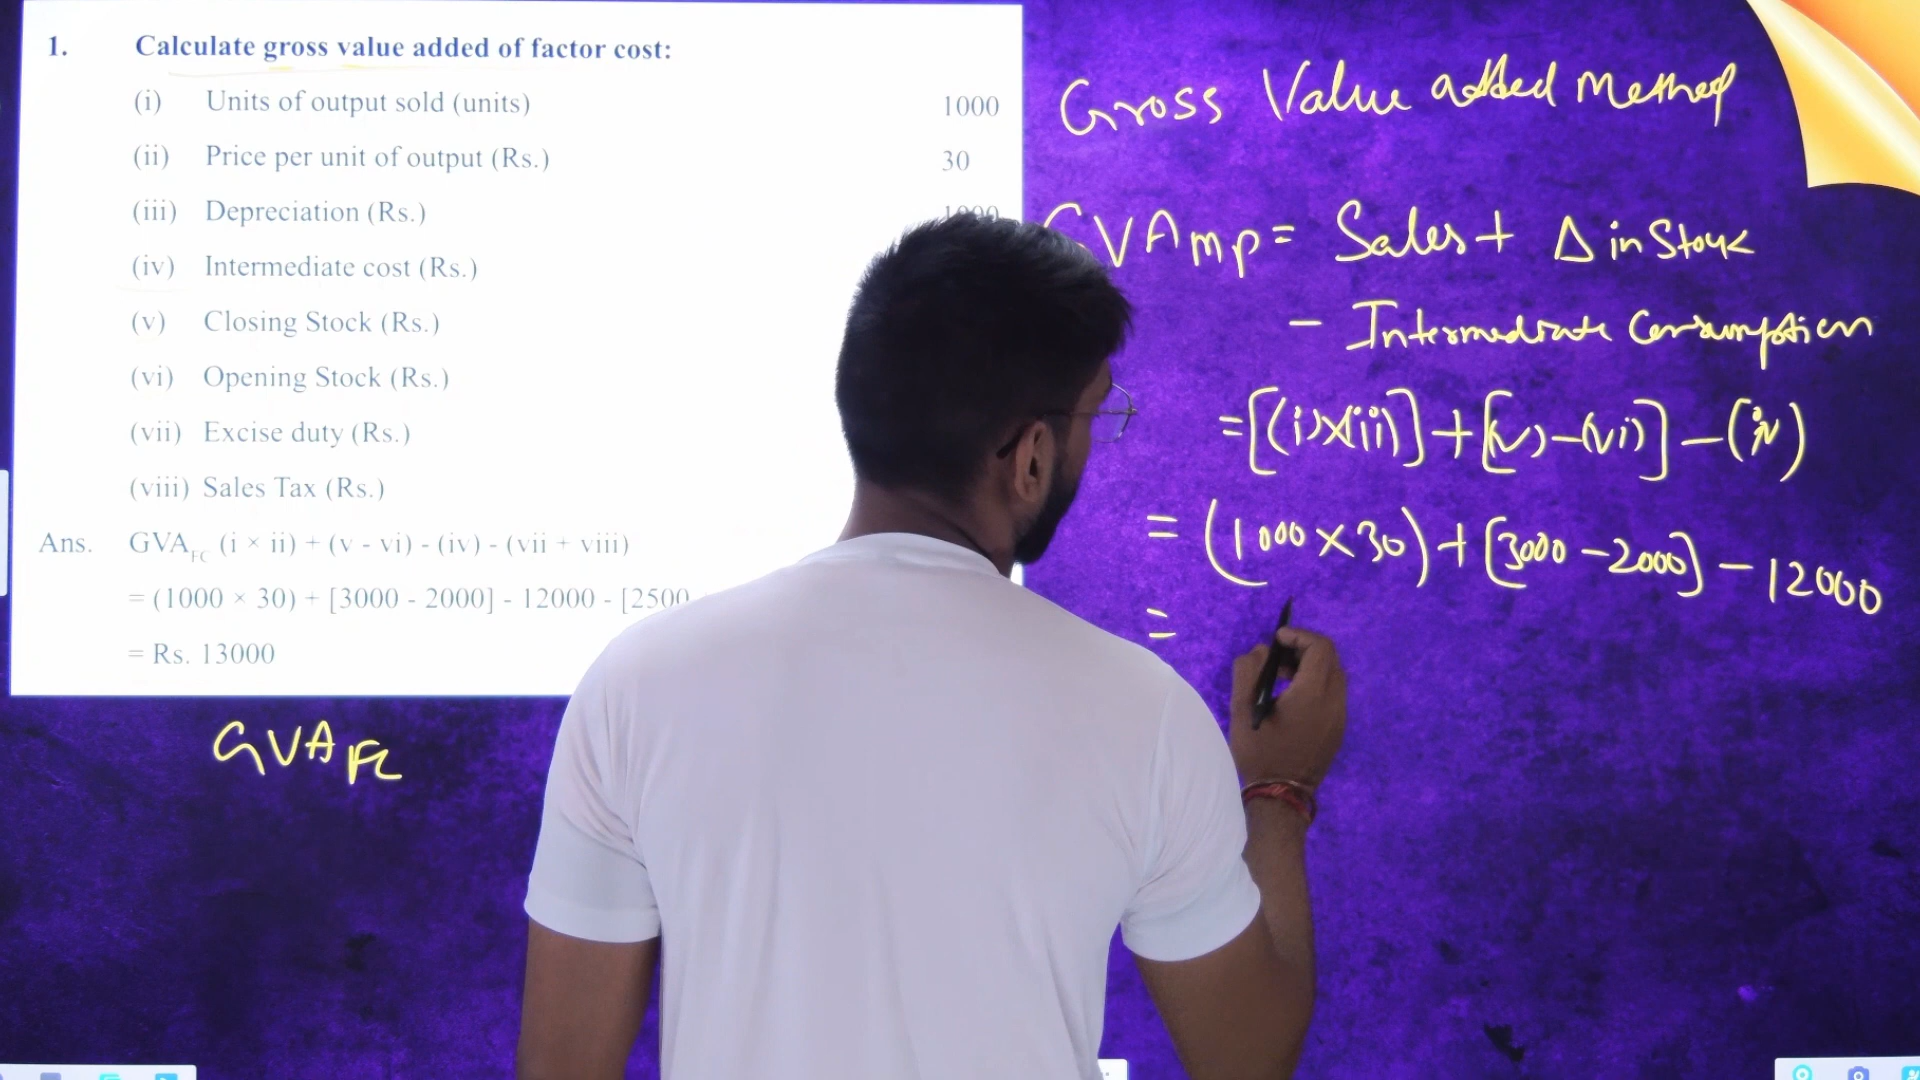 1. Calculate gross value added of factor cost:
(i) Units of output sold (units) 1000
(ii) Price per unit of output (Rs.) 30
(iii) Depreciation (Rs.)
(iv) Intermediate cost (Rs.)
(v) Closing Stock (Rs.)
(vi) Opening Stock (Rs.)
(vii) Excise duty (Rs.)
(viii) Sales Tax (Rs.)
Ans. GVAFC (i × ii) + (v - vi) - (iv) - (vii + viii)
= (1000 × 30) + [3000 - 2000] - 12000 - [2500
= Rs. 13000
GVAFC
Gross Value added Method
GVAMP = Sales + Δ in Stock
- Intermediate Consumption
= [(i)×(ii)] + [(v) - (vi)] - (iv)
= (1000 × 30) + [3000 - 2000] - 12000
=